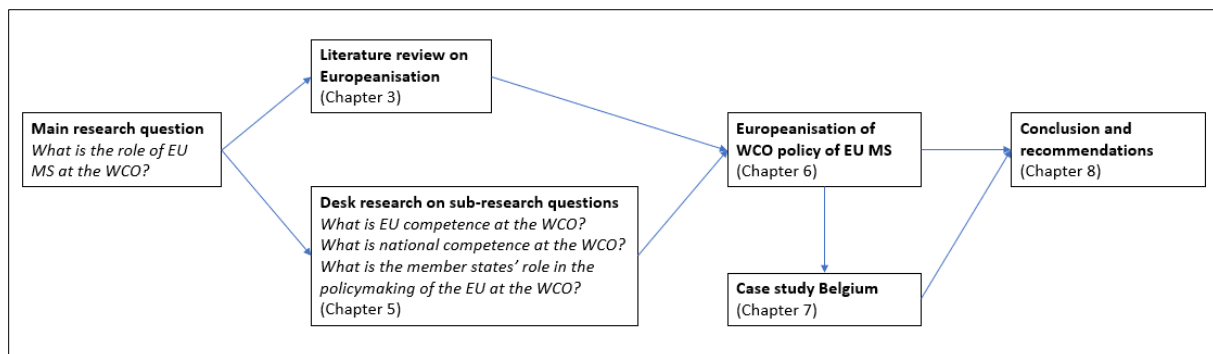 Literature review on
Europeanisation
(Chapter 3)
Main research question
What is the role of EU
MS at the WCO?
Desk research on sub-research questions
What is EU competence at the WCO?
What is national competence at the WCO?
What is the member states’ role in the
policymaking of the EU at the WCO?
(Chapter 5)
Europeanisation of
WCO policy of EU MS
(Chapter 6)
Case study Belgium
(Chapter 7)
Conclusion and
recommendations
(Chapter 8)